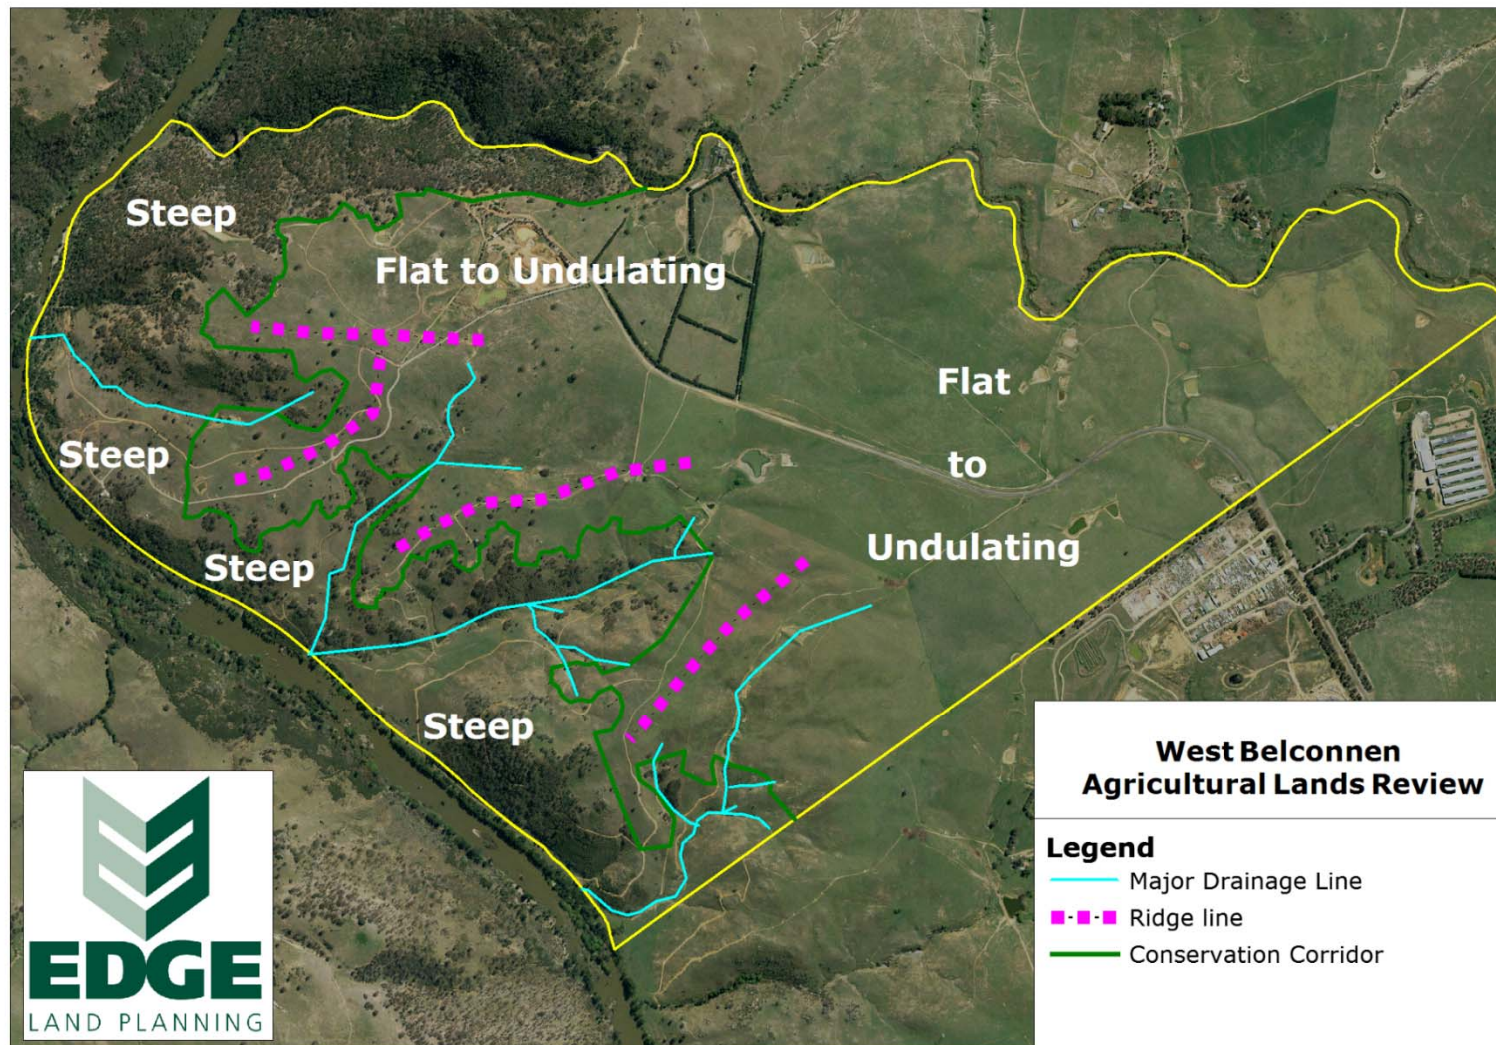 Steep
Flat to Undulating
Flat
to
Undulating
Steep
Steep
Steep
West Belconnen
Agricultural Lands Review
Legend
Major Drainage Line
Ridge line
Conservation Corridor
EDGE
LAND PLANNING